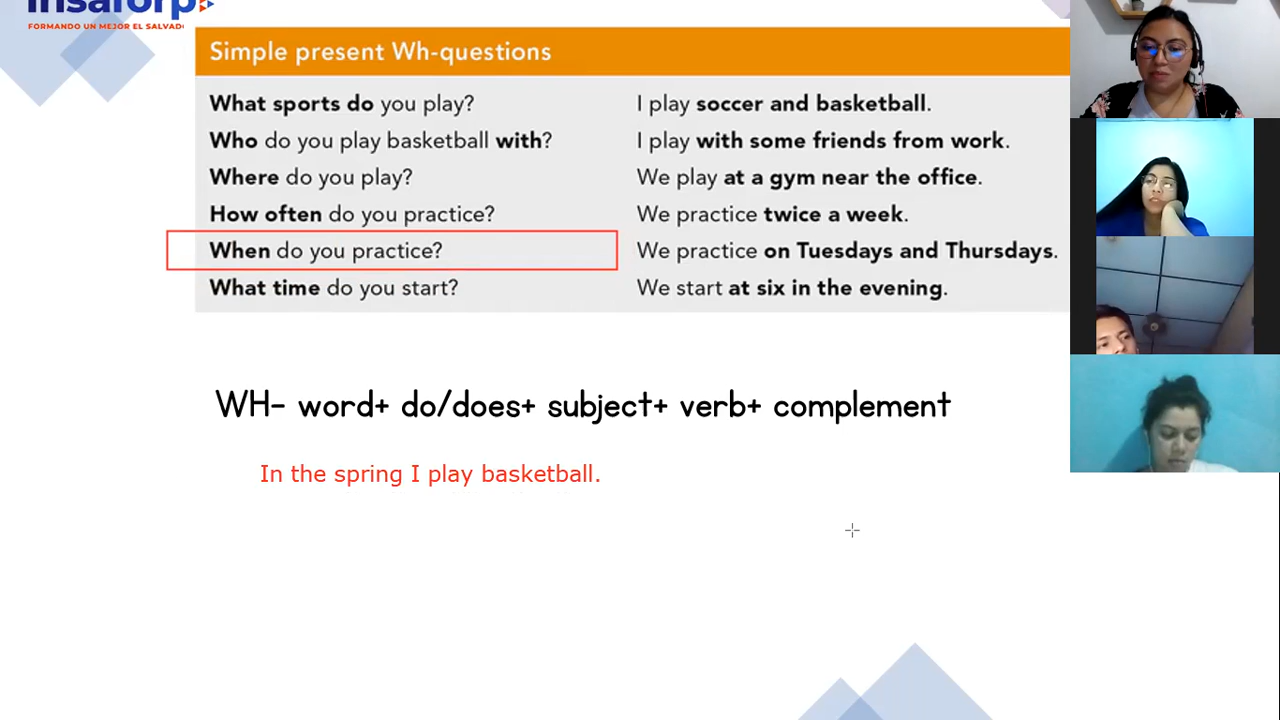 Insaforp
FORMANDO UN MEJOR EL SALVADOR
Simple present Wh-questions
What sports do you play? I play soccer and basketball.
Who do you play basketball with? I play with some friends from work.
Where do you play? We play at a gym near the office.
How often do you practice? We practice twice a week.
When do you practice? We practice on Tuesdays and Thursdays.
What time do you start? We start at six in the evening.
WH- word+ do/does+ subject+ verb+ complement
In the spring I play basketball.